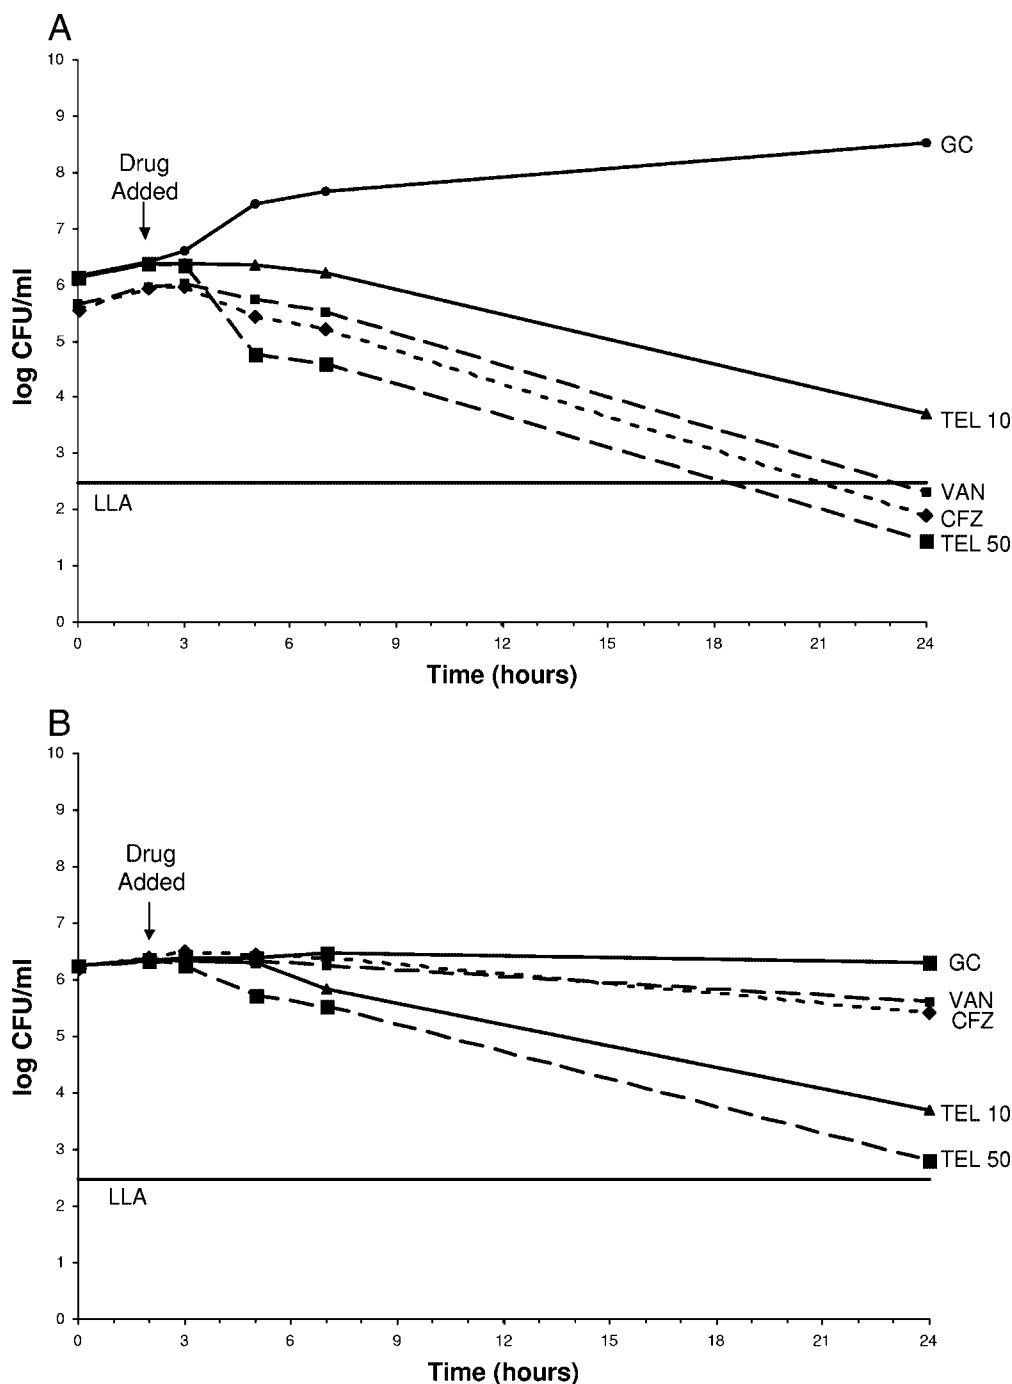 A
10
9
8
7
6
5
4
3
2
1
0
log CFU/ml
Drug
Added
GC
TEL 10
VAN
CFZ
TEL 50
LLA
0 3 6 9 12 15 18 21 24
Time (hours)
B
10
9
8
7
6
5
4
3
2
1
0
log CFU/ml
Drug
Added
GC
VAN
CFZ
TEL 10
TEL 50
LLA
0 3 6 9 12 15 18 21 24
Time (hours)